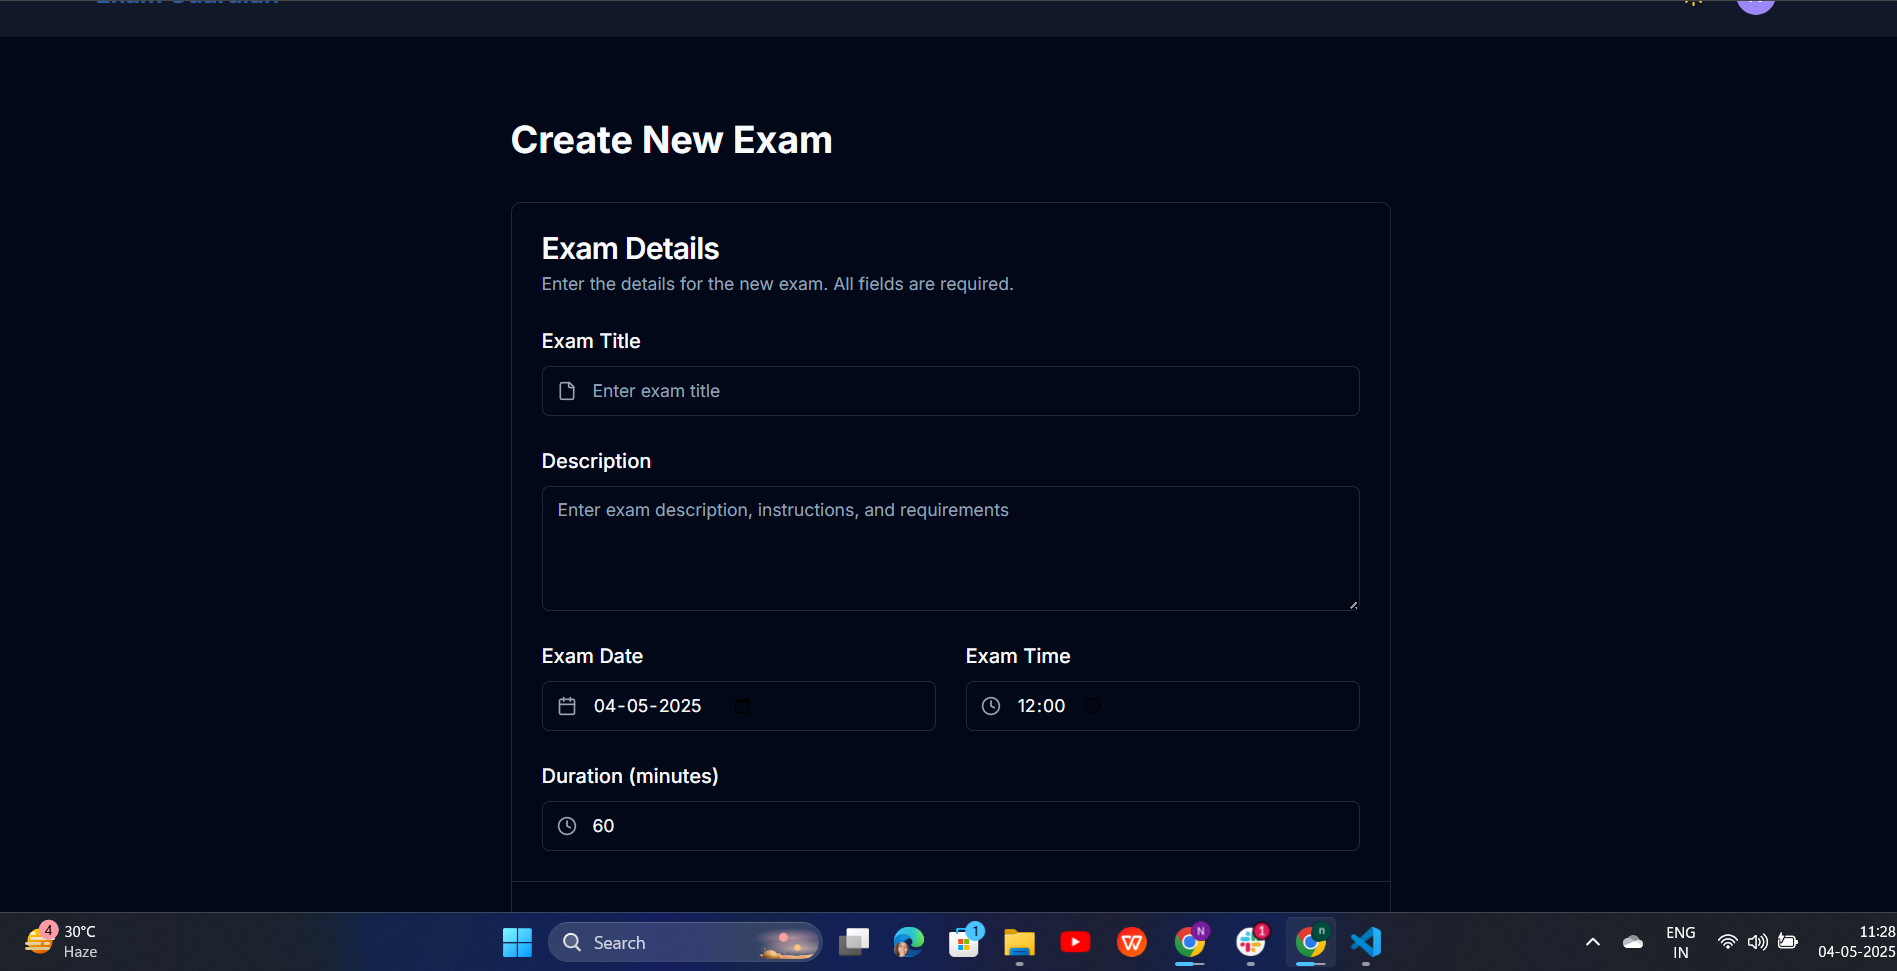 Create New Exam
Exam Details
Enter the details for the new exam. All fields are required.
Exam Title
Enter exam title
Description
Enter exam description, instructions, and requirements
Exam Date
Exam Time
04-05-2025
12:00
Duration (minutes)
60
4
30°C
Haze
Search
1
N
1
n
ENG
IN
11:28
04-05-2025